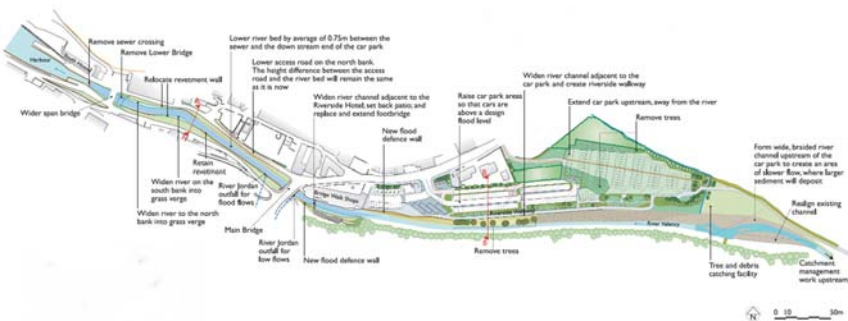 Remove sewer crossing
Remove Lower Bridge
Harbour
Relocate revetment wall
Wider span bridge
Widen river to the north
bank into grass verge
Widen river on the
south bank into
grass verge
Retain
revetment
Lower river bed by average of 0.75m between the
sewer and the down stream end of the car park
Lower access road on the north bank.
The height difference between the access
road and the river bed will remain the same
as it is now
Widen river channel adjacent to the
Riverside Hotel, set back patio; and
replace and extend footbridge
New flood
defence wall
River Jordan
outfall for
flood flows
Main Bridge
River Jordan
outfall for
low flows
Bridge Walk Shops
New flood defence wall
Raise car park areas
so that cars are
above a design
flood level
Widen river channel adjacent to the
car park and create riverside walkway
Extend car park upstream, away from the river
Remove trees
Remove trees
Form wide, braided river
channel upstream of the
car park to create an area
of slower flow, where larger
sediment will deposit
Realign existing
channel
River Valency
Tree and debris
catching facility
Catchment
management
work upstream
N
0 10 50m